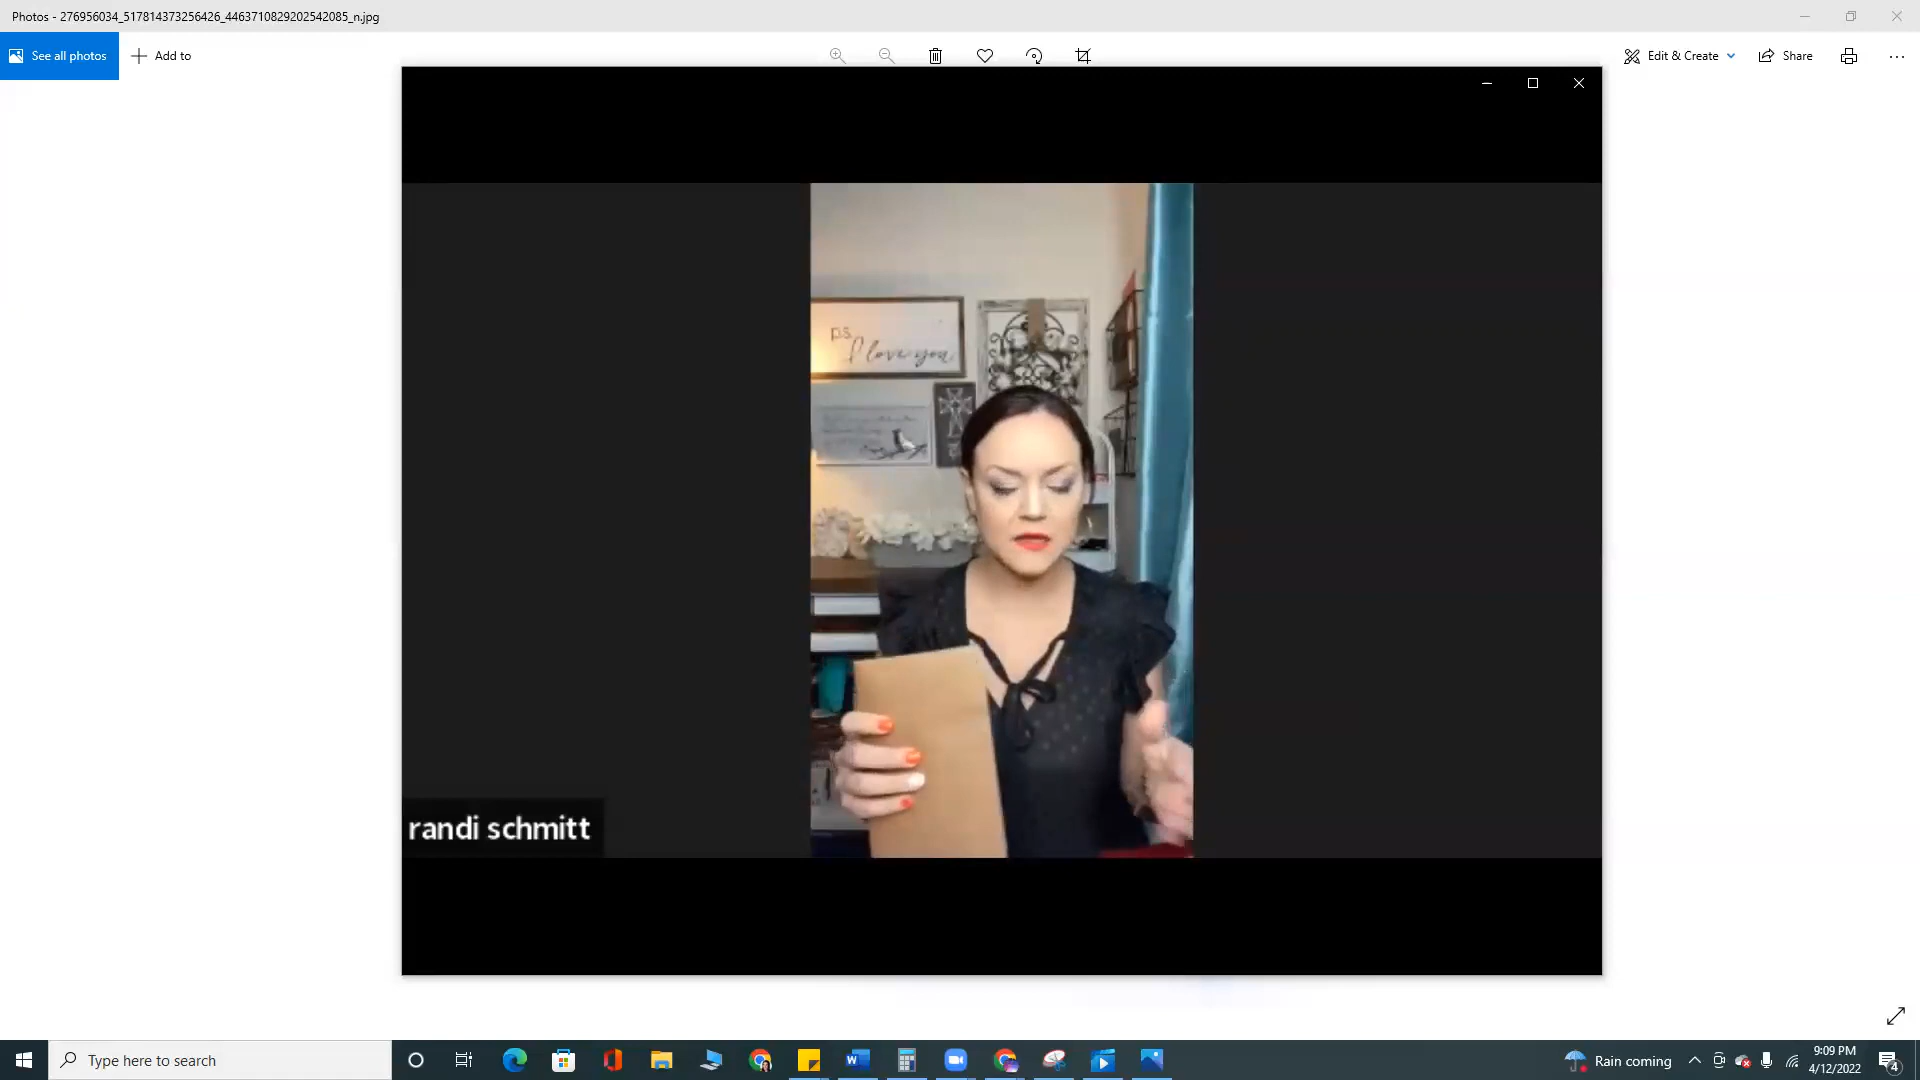 Photos - 276956034_517814373256426_4463710829202542085_n.jpg
See all photos
Add to
Edit & Create
Share
p.s.
I love you
randi schmitt
Type here to search
Rain coming
9:09 PM
4/12/2022
4